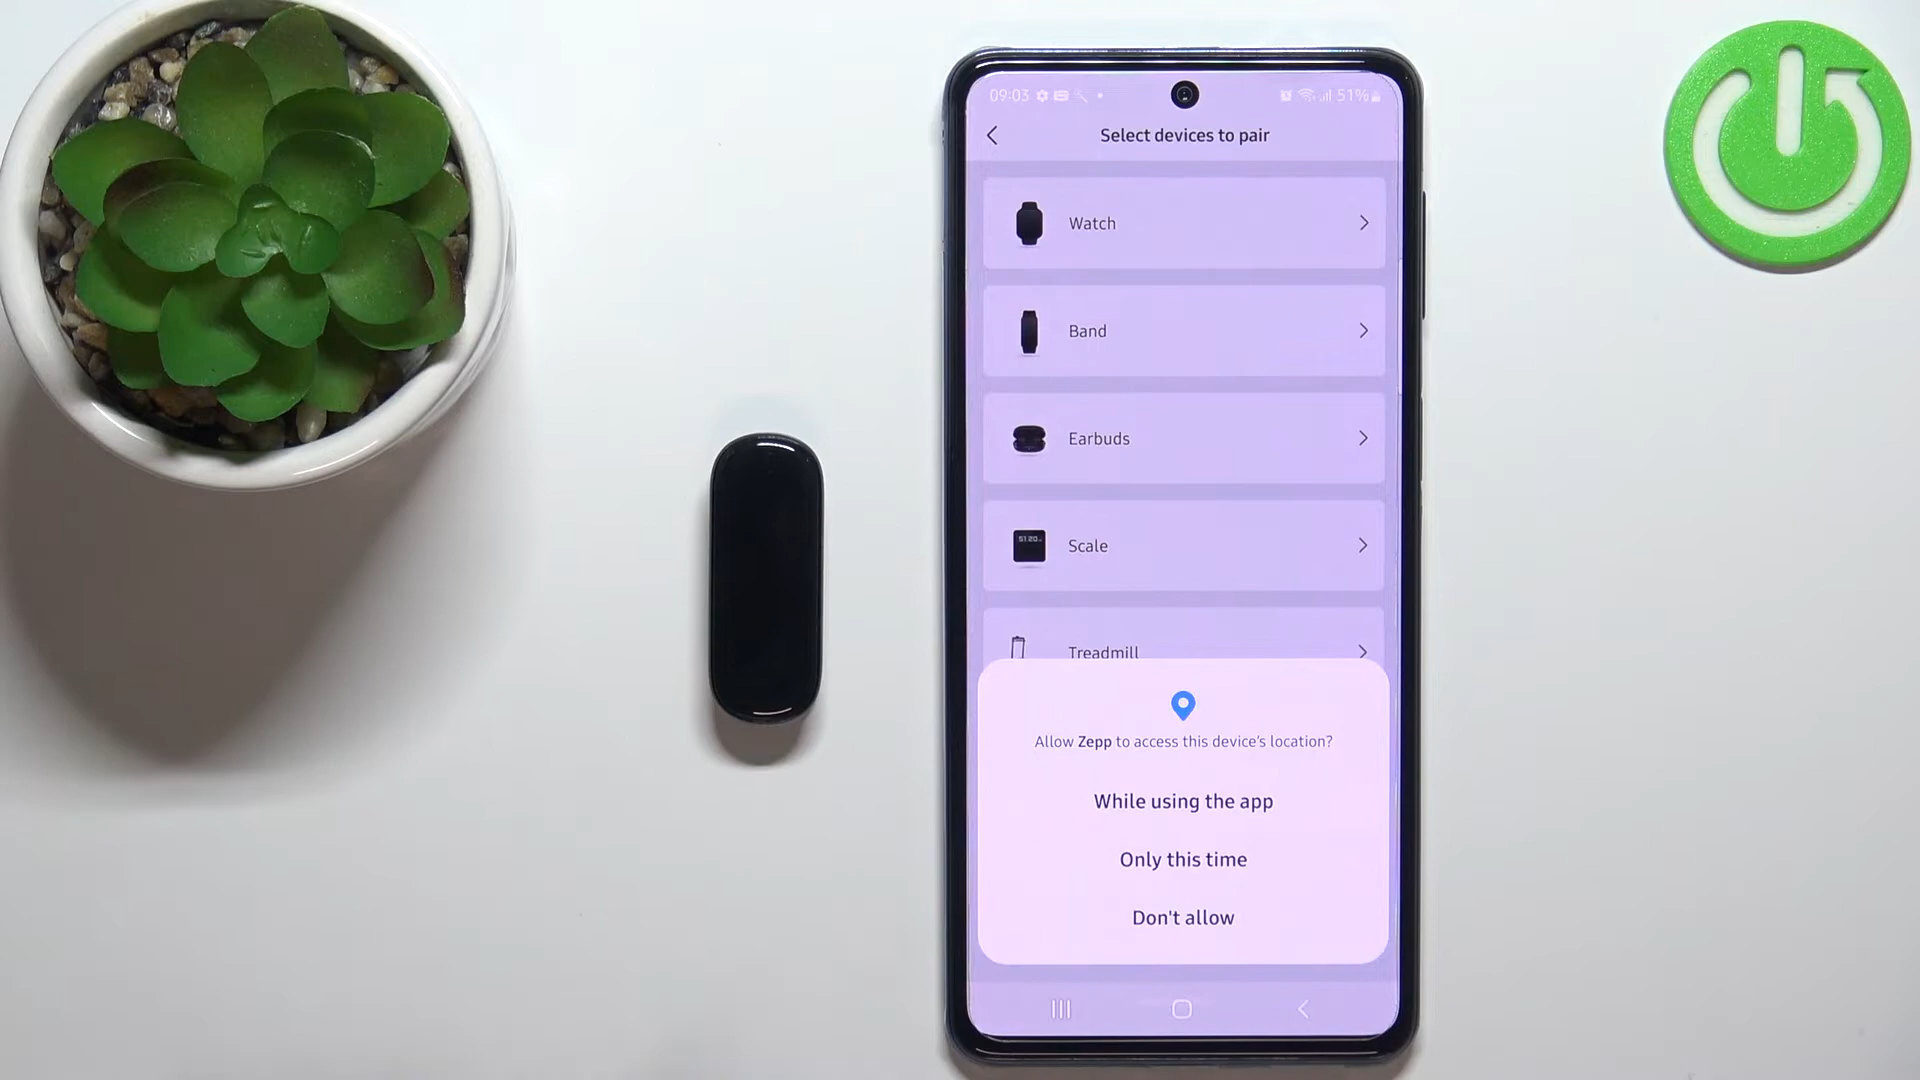 09:03
51%
Select devices to pair
Watch
Band
Earbuds
Scale
Treadmill
Allow Zepp to access this device's location?
While using the app
Only this time
Don't allow